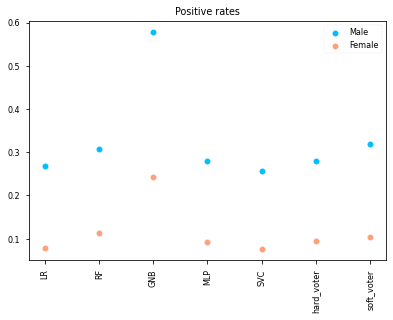 Positive rates
Male
Female
0.6
0.5
0.4
0.3
0.2
0.1
LR
RF
GNB
MLP
SVC
hard_voter
soft_voter